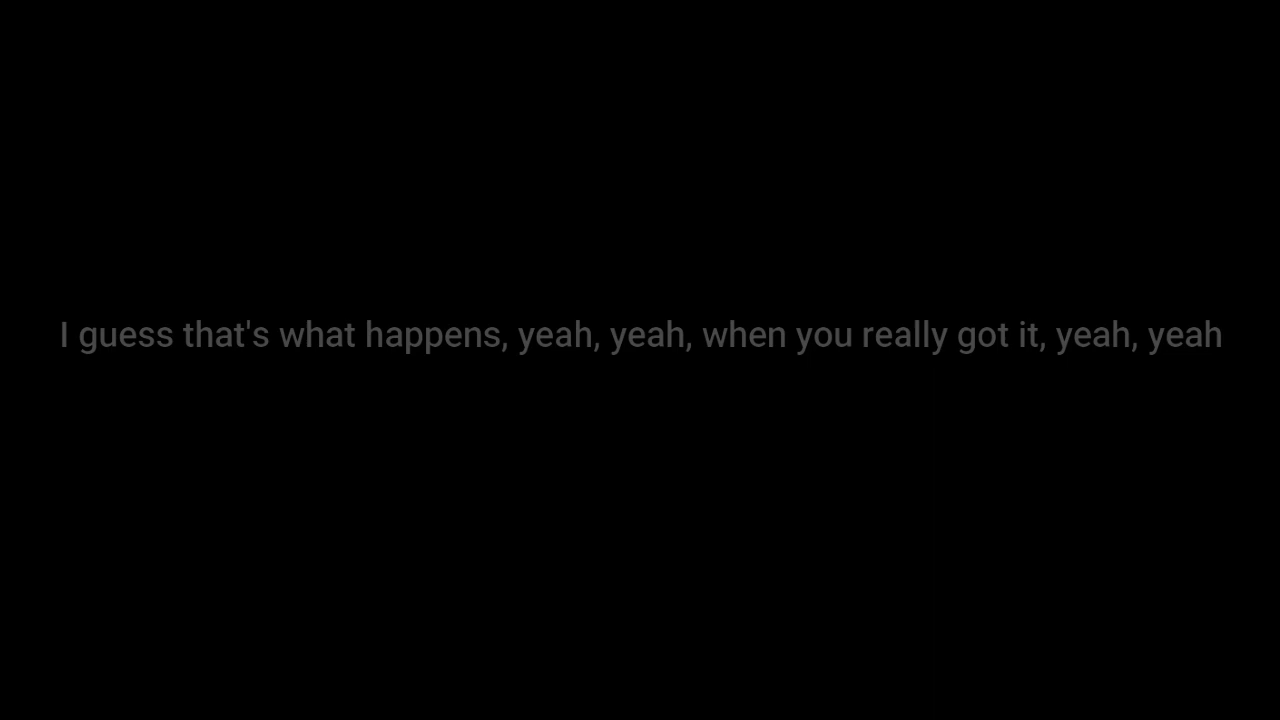 I guess that's what happens, yeah, yeah, when you really got it, yeah, yeah